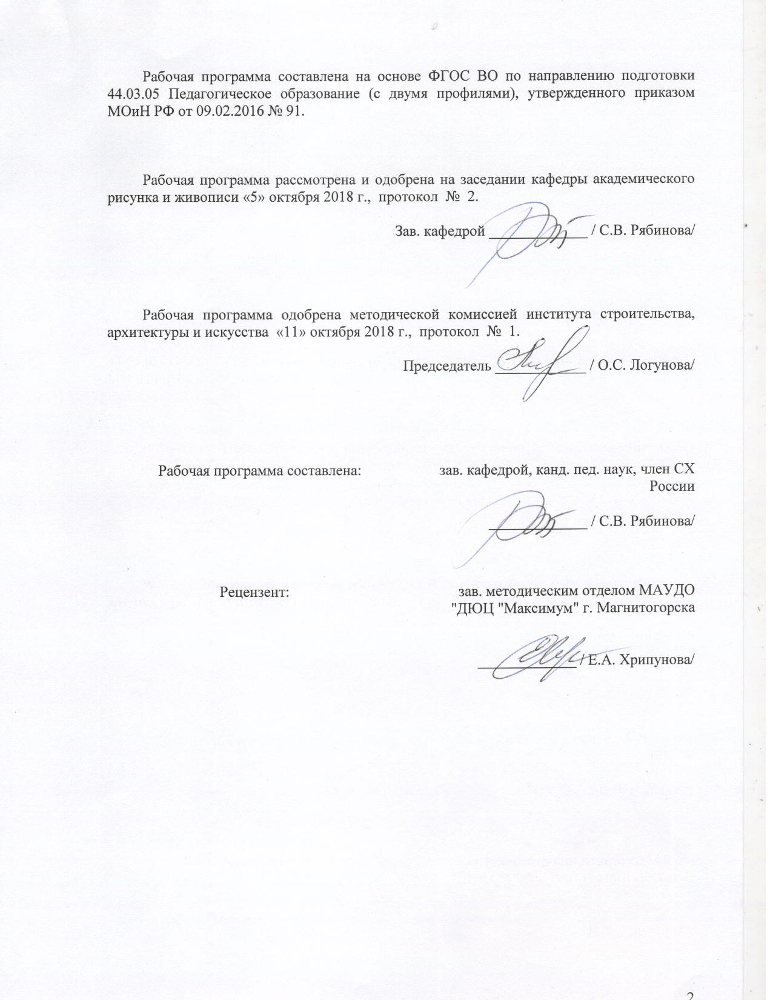 Рабочая программа составлена на основе ФГОС ВО по направлению подготовки
44.03.05 Педагогическое образование (с двумя профилями), утвержденного приказом
МОиН РФ от 09.02.2016 № 91.
Рабочая программа рассмотрена и одобрена на заседании кафедры академического
рисунка и живописи «5» октября 2018 г., протокол № 2.
Зав. кафедрой _____________ / С.В. Рябинова/
Рабочая программа одобрена методической комиссией института строительства,
архитектуры и искусства «11» октября 2018 г., протокол № 1.
Председатель ____________ / О.С. Логунова/
Рабочая программа составлена: зав. кафедрой, канд. пед. наук, член СХ
России
_____________ / С.В. Рябинова/
Рецензент: зав. методическим отделом МАУДО
"ДЮЦ "Максимум" г. Магнитогорска
_____________ / Е.А. Хрипунова/
2